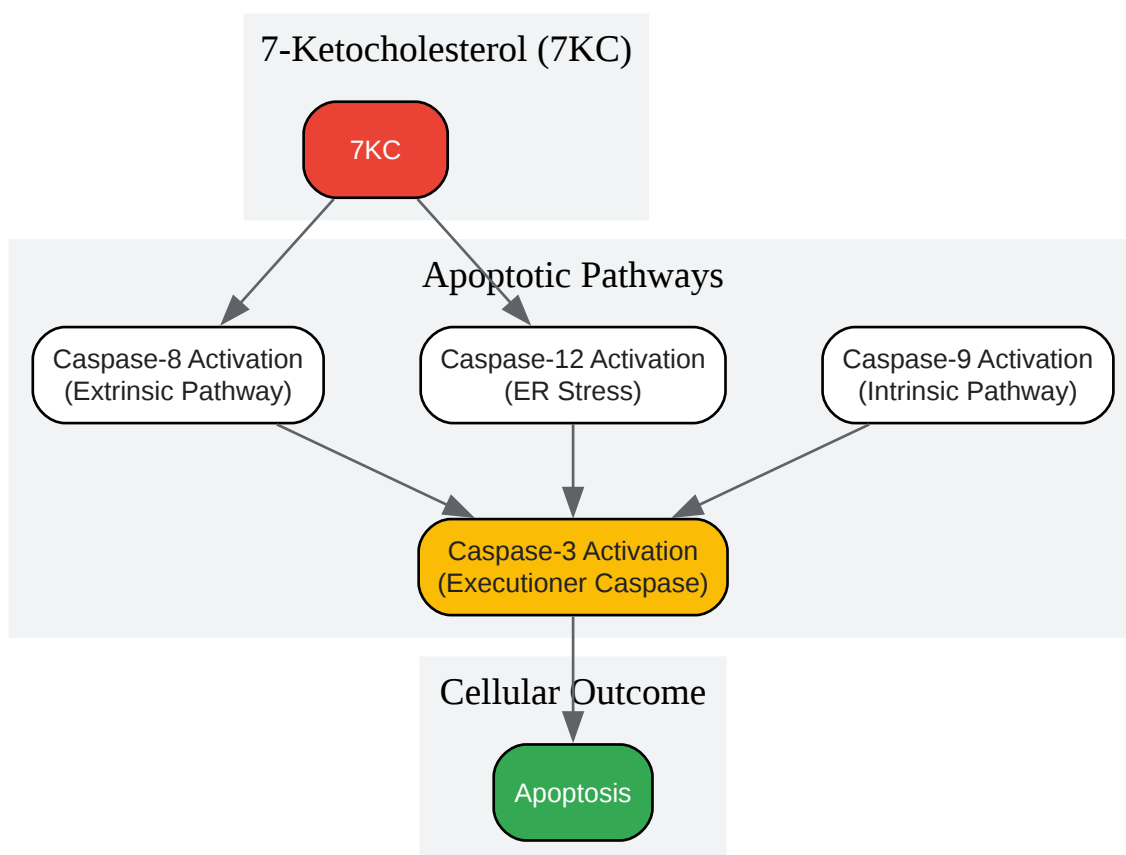 7-Ketocholesterol (7KC)
7KC
Apoptotic Pathways
Caspase-8 Activation
(Extrinsic Pathway)
Caspase-12 Activation
(ER Stress)
Caspase-9 Activation
(Intrinsic Pathway)
Caspase-3 Activation
(Executioner Caspase)
Cellular Outcome
Apoptosis